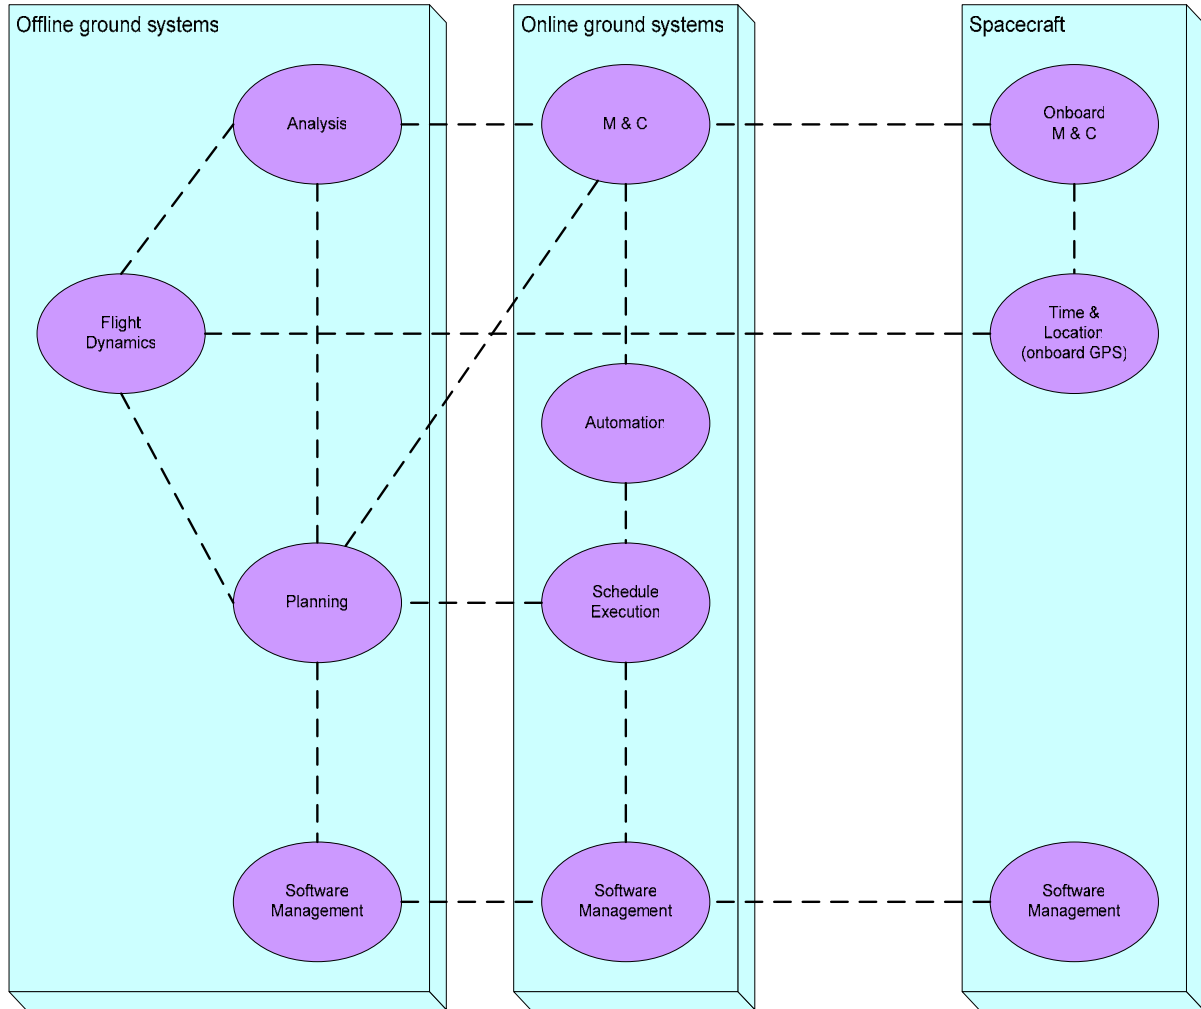 Offline ground systems
Online ground systems
Spacecraft
Analysis
M & C
Onboard
M & C
Flight
Dynamics
Time &
Location
(onboard GPS)
Automation
Planning
Schedule
Execution
Software
Management
Software
Management
Software
Management